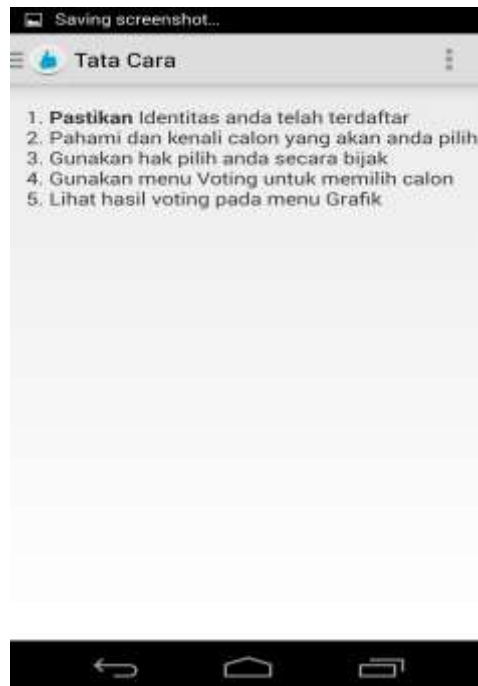 Saving screenshot...
Tata Cara
1. Pastikan Identitas anda telah terdaftar
2. Pahami dan kenali calon yang akan anda pilih
3. Gunakan hak pilih anda secara bijak
4. Gunakan menu Voting untuk memilih calon
5. Lihat hasil voting pada menu Grafik